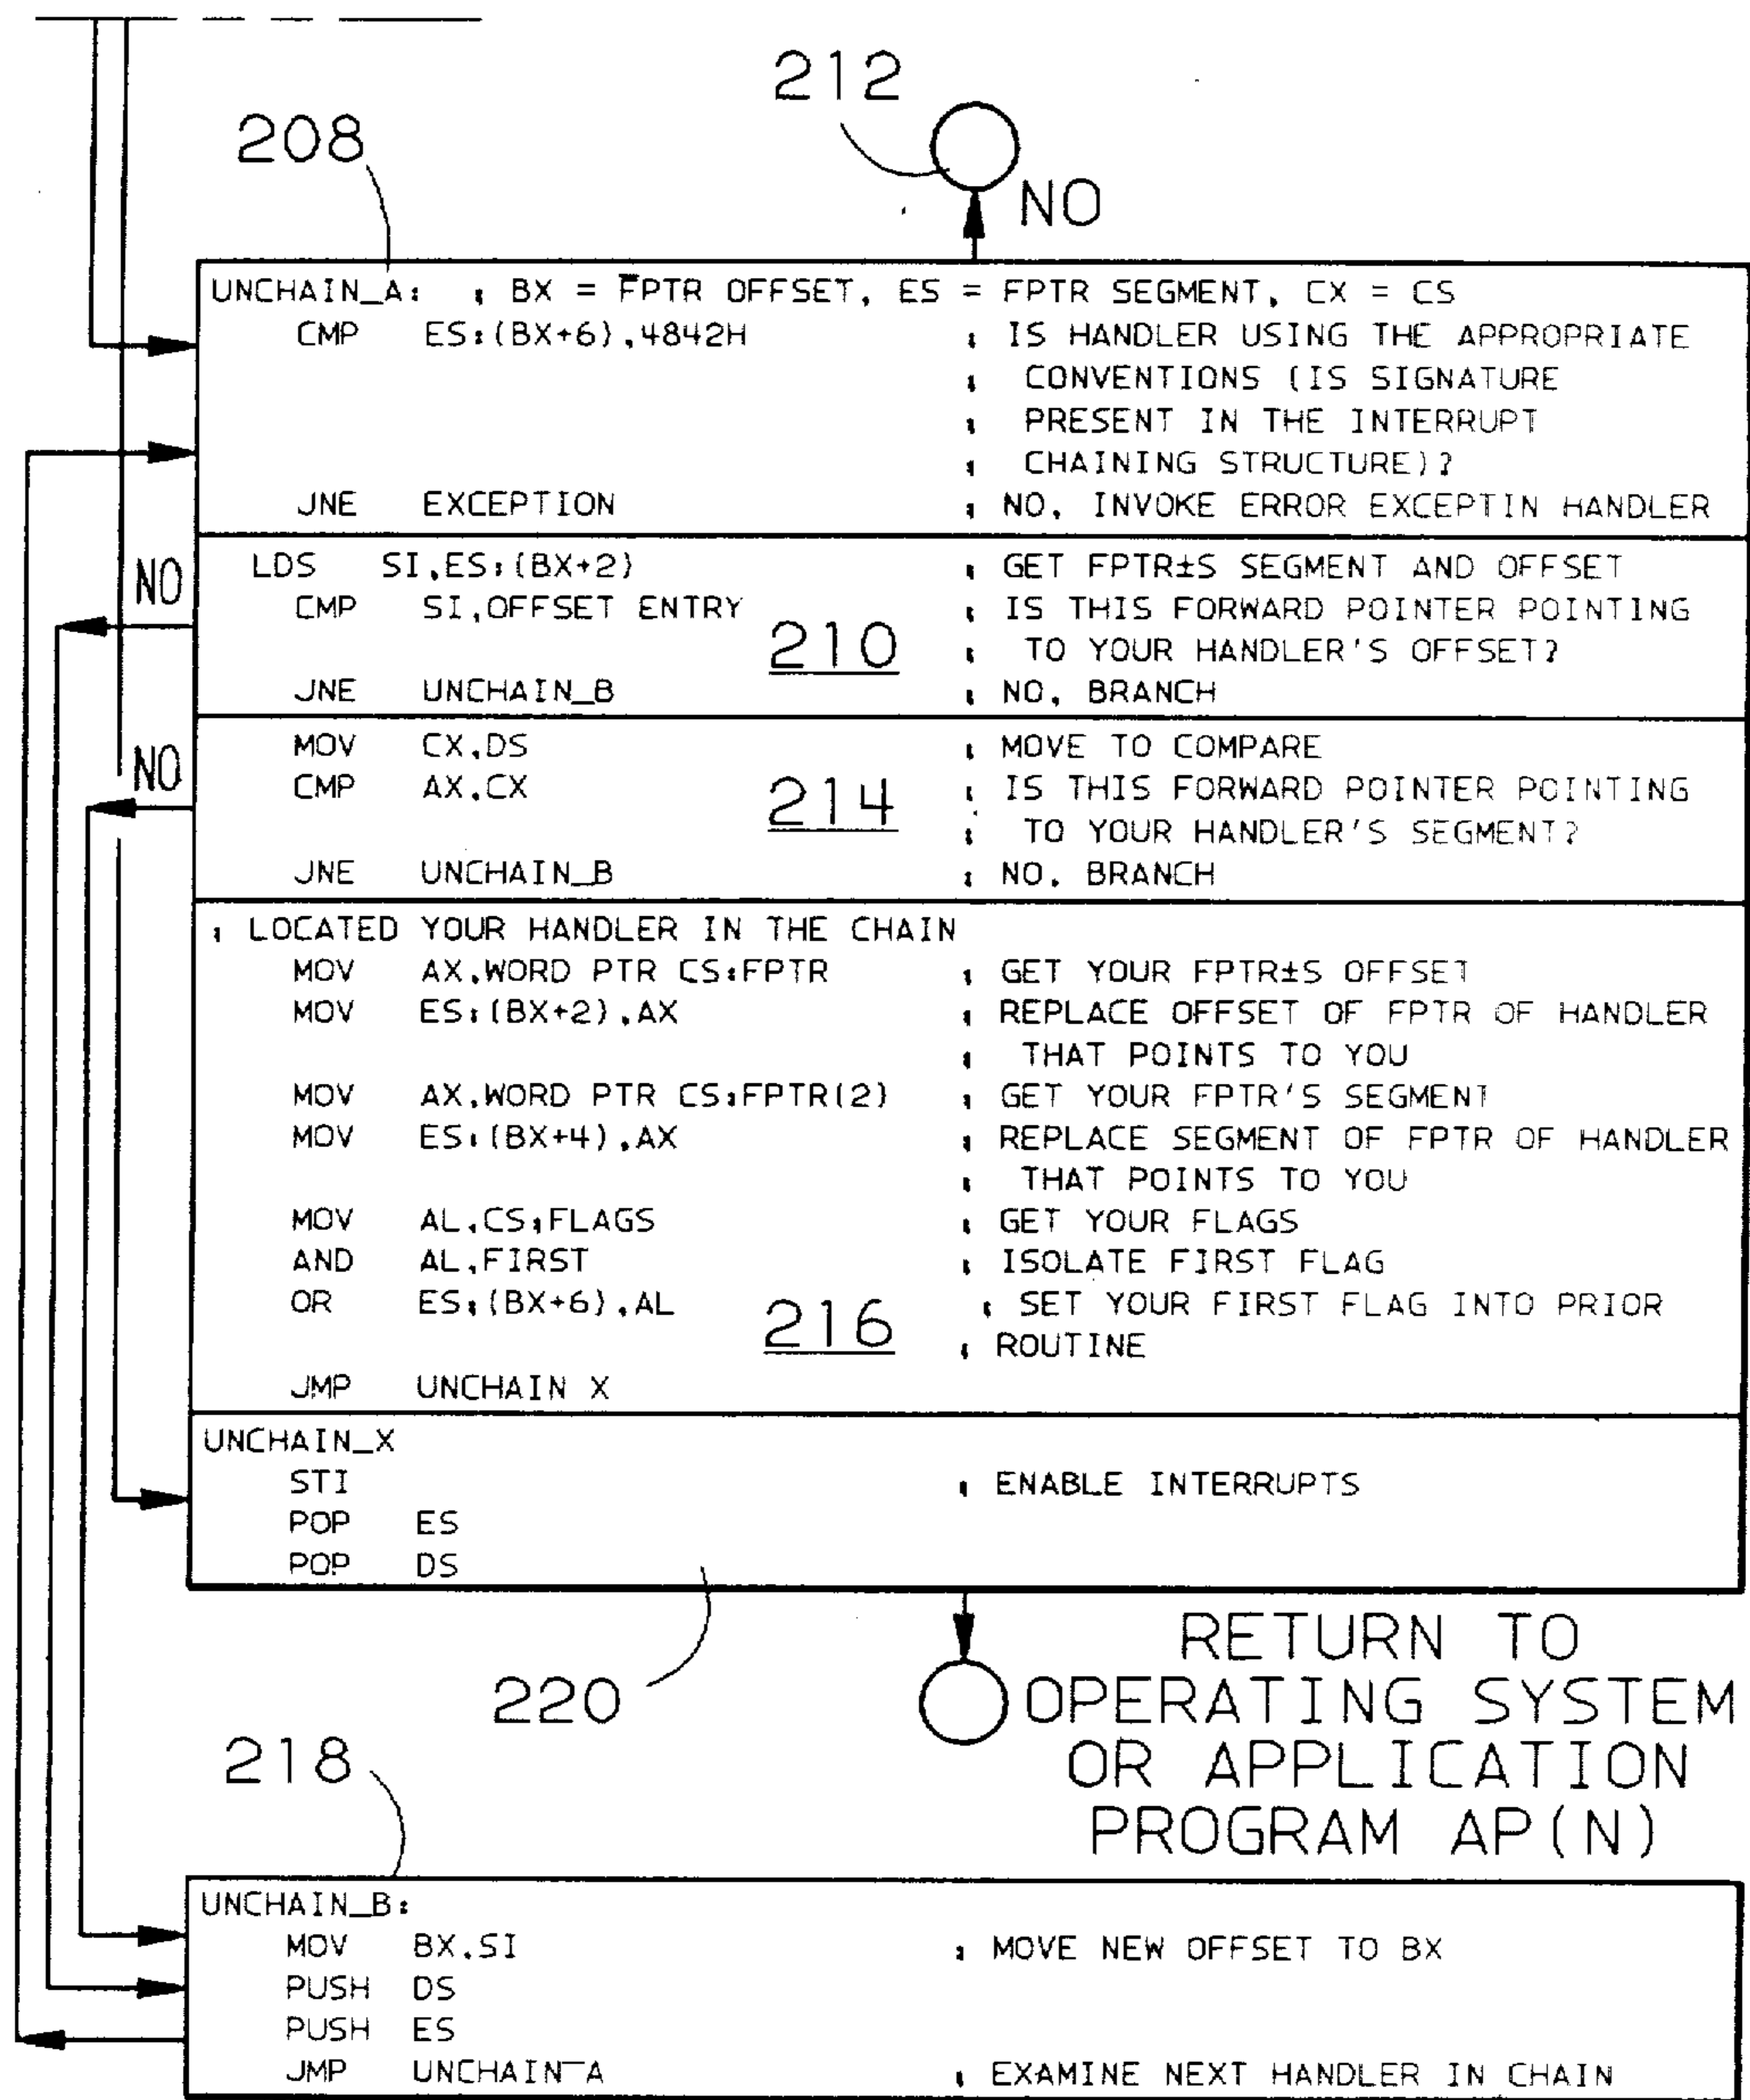 212
208
NO
UNCHAIN_A: ; BX = FPTR OFFSET, ES = FPTR SEGMENT, CX = CS
CMP ES:(BX+6),4842H ; IS HANDLER USING THE APPROPRIATE
; CONVENTIONS (IS SIGNATURE
; PRESENT IN THE INTERRUPT
; CHAINING STRUCTURE)?
JNE EXCEPTION ; NO, INVOKE ERROR EXCEPTIN HANDLER
NO
LDS SI,ES:(BX+2) ; GET FPTR±S SEGMENT AND OFFSET
CMP SI,OFFSET ENTRY ; IS THIS FORWARD POINTER POINTING
210 ; TO YOUR HANDLER'S OFFSET?
JNE UNCHAIN_B ; NO, BRANCH
NO
MOV CX,DS ; MOVE TO COMPARE
CMP AX,CX 214 ; IS THIS FORWARD POINTER POINTING
; TO YOUR HANDLER'S SEGMENT?
JNE UNCHAIN_B ; NO, BRANCH
; LOCATED YOUR HANDLER IN THE CHAIN
MOV AX,WORD PTR CS:FPTR ; GET YOUR FPTR±S OFFSET
MOV ES:(BX+2),AX ; REPLACE OFFSET OF FPTR OF HANDLER
; THAT POINTS TO YOU
MOV AX,WORD PTR CS:FPTR(2) ; GET YOUR FPTR'S SEGMENT
MOV ES:(BX+4),AX ; REPLACE SEGMENT OF FPTR OF HANDLER
; THAT POINTS TO YOU
MOV AL,CS;FLAGS ; GET YOUR FLAGS
AND AL,FIRST ; ISOLATE FIRST FLAG
OR ES:(BX+6),AL 216 ; SET YOUR FIRST FLAG INTO PRIOR
; ROUTINE
JMP UNCHAIN X
UNCHAIN_X
STI ; ENABLE INTERRUPTS
POP ES
POP DS
220
RETURN TO
OPERATING SYSTEM
OR APPLICATION
PROGRAM AP(N)
218
UNCHAIN_B:
MOV BX,SI ; MOVE NEW OFFSET TO BX
PUSH DS
PUSH ES
JMP UNCHAIN_A ; EXAMINE NEXT HANDLER IN CHAIN